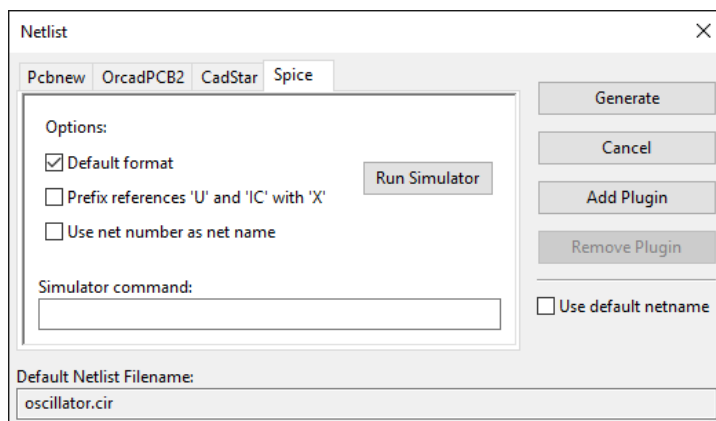 Netlist
Pcbnew OrcadPCB2 CadStar Spice
Options:
Default format
Prefix references 'U' and 'IC' with 'X'
Use net number as net name
Run Simulator
Simulator command:
Generate
Cancel
Add Plugin
Remove Plugin
Use default netname
Default Netlist Filename:
oscillator.cir